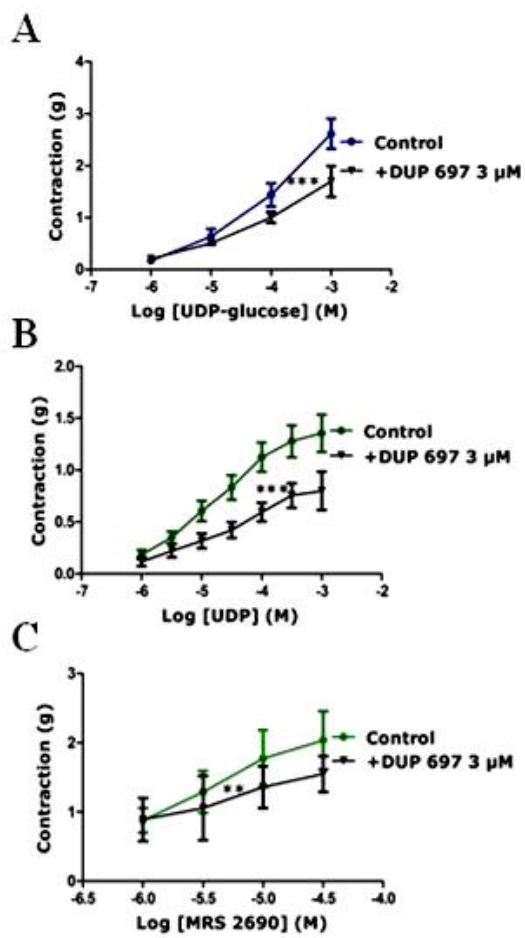 A
Contraction (g)
4
3
2
1
0
Control
+DUP 697 3 µM
***
-7 -6 -5 -4 -3 -2
Log [UDP-glucose] (M)
B
Contraction (g)
2.0
1.5
1.0
0.5
0.0
Control
+DUP 697 3 µM
***
-7 -6 -5 -4 -3 -2
Log [UDP] (M)
C
Contraction (g)
3
2
1
0
Control
+DUP 697 3 µM
**
-6.5 -6.0 -5.5 -5.0 -4.5 -4.0
Log [MRS 2690] (M)